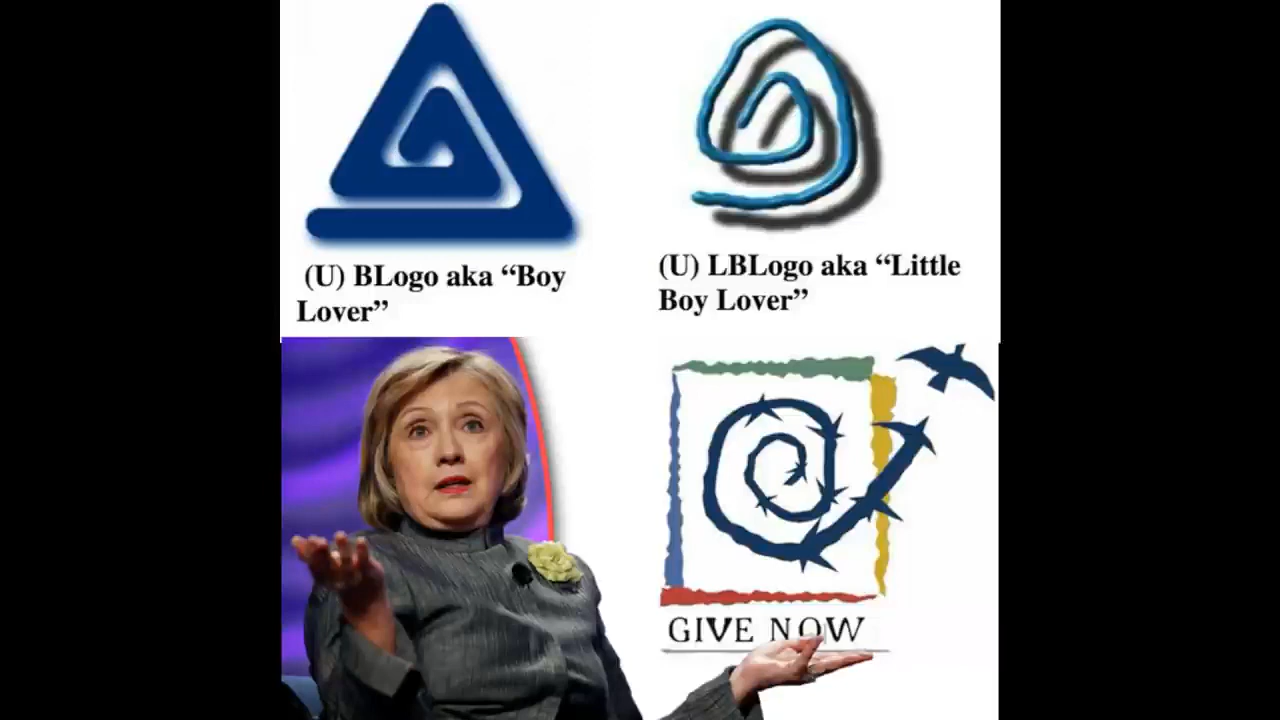 (U) BLogo aka “Boy
Lover”
(U) LBLogo aka “Little
Boy Lover”
GIVE NOW